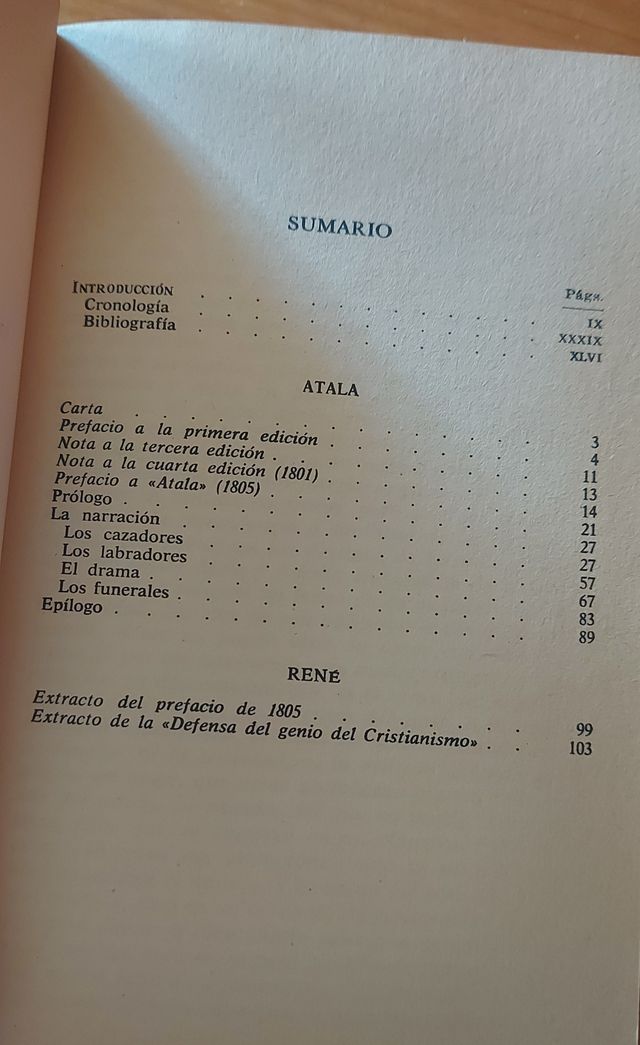 SUMARIO
Págs.
INTRODUCCIÓN . . . . . . . . . . . . IX
Cronología . . . . . . . . . . . . XXXIX
Bibliografía . . . . . . . . . . . . XLVI
ATALA
Carta . . . . . . . . . . . . . . 3
Prefacio a la primera edición . . . . . . . 4
Nota a la tercera edición . . . . . . . . . 11
Nota a la cuarta edición (1801) . . . . . . . 13
Prefacio a «Atala» (1805) . . . . . . . . . 14
Prólogo . . . . . . . . . . . . . . 21
La narración . . . . . . . . . . . . 27
Los cazadores . . . . . . . . . . . 27
Los labradores . . . . . . . . . . . 57
El drama . . . . . . . . . . . . . 67
Los funerales . . . . . . . . . . . . 83
Epílogo . . . . . . . . . . . . . . 89
RENÉ
Extracto del prefacio de 1805 . . . . . . . 99
Extracto de la «Defensa del genio del Cristianismo» . . 103